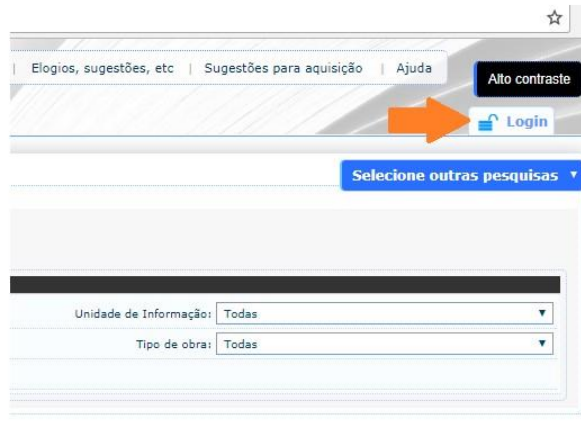 | Elogios, sugestões, etc | Sugestões para aquisição | Ajuda
Alto contraste
Login
Selecione outras pesquisas
Unidade de Informação: Todas
Tipo de obra: Todas